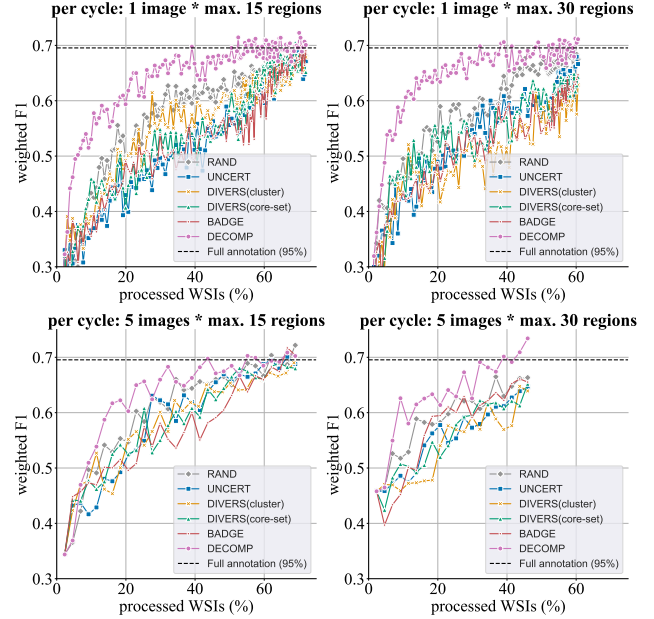 per cycle: 1 image * max. 15 regions
weighted F1
0.7
0.6
0.5
0.4
0.3
RAND
UNCERT
DIVERS(cluster)
DIVERS(core-set)
BADGE
DECOMP
Full annotation (95%)
0 20 40 60
processed WSIs (%)
per cycle: 1 image * max. 30 regions
weighted F1
0.7
0.6
0.5
0.4
0.3
RAND
UNCERT
DIVERS(cluster)
DIVERS(core-set)
BADGE
DECOMP
Full annotation (95%)
0 20 40 60
processed WSIs (%)
per cycle: 5 images * max. 15 regions
weighted F1
0.7
0.6
0.5
0.4
0.3
RAND
UNCERT
DIVERS(cluster)
DIVERS(core-set)
BADGE
DECOMP
Full annotation (95%)
0 20 40 60
processed WSIs (%)
per cycle: 5 images * max. 30 regions
weighted F1
0.7
0.6
0.5
0.4
0.3
RAND
UNCERT
DIVERS(cluster)
DIVERS(core-set)
BADGE
DECOMP
Full annotation (95%)
0 20 40 60
processed WSIs (%)